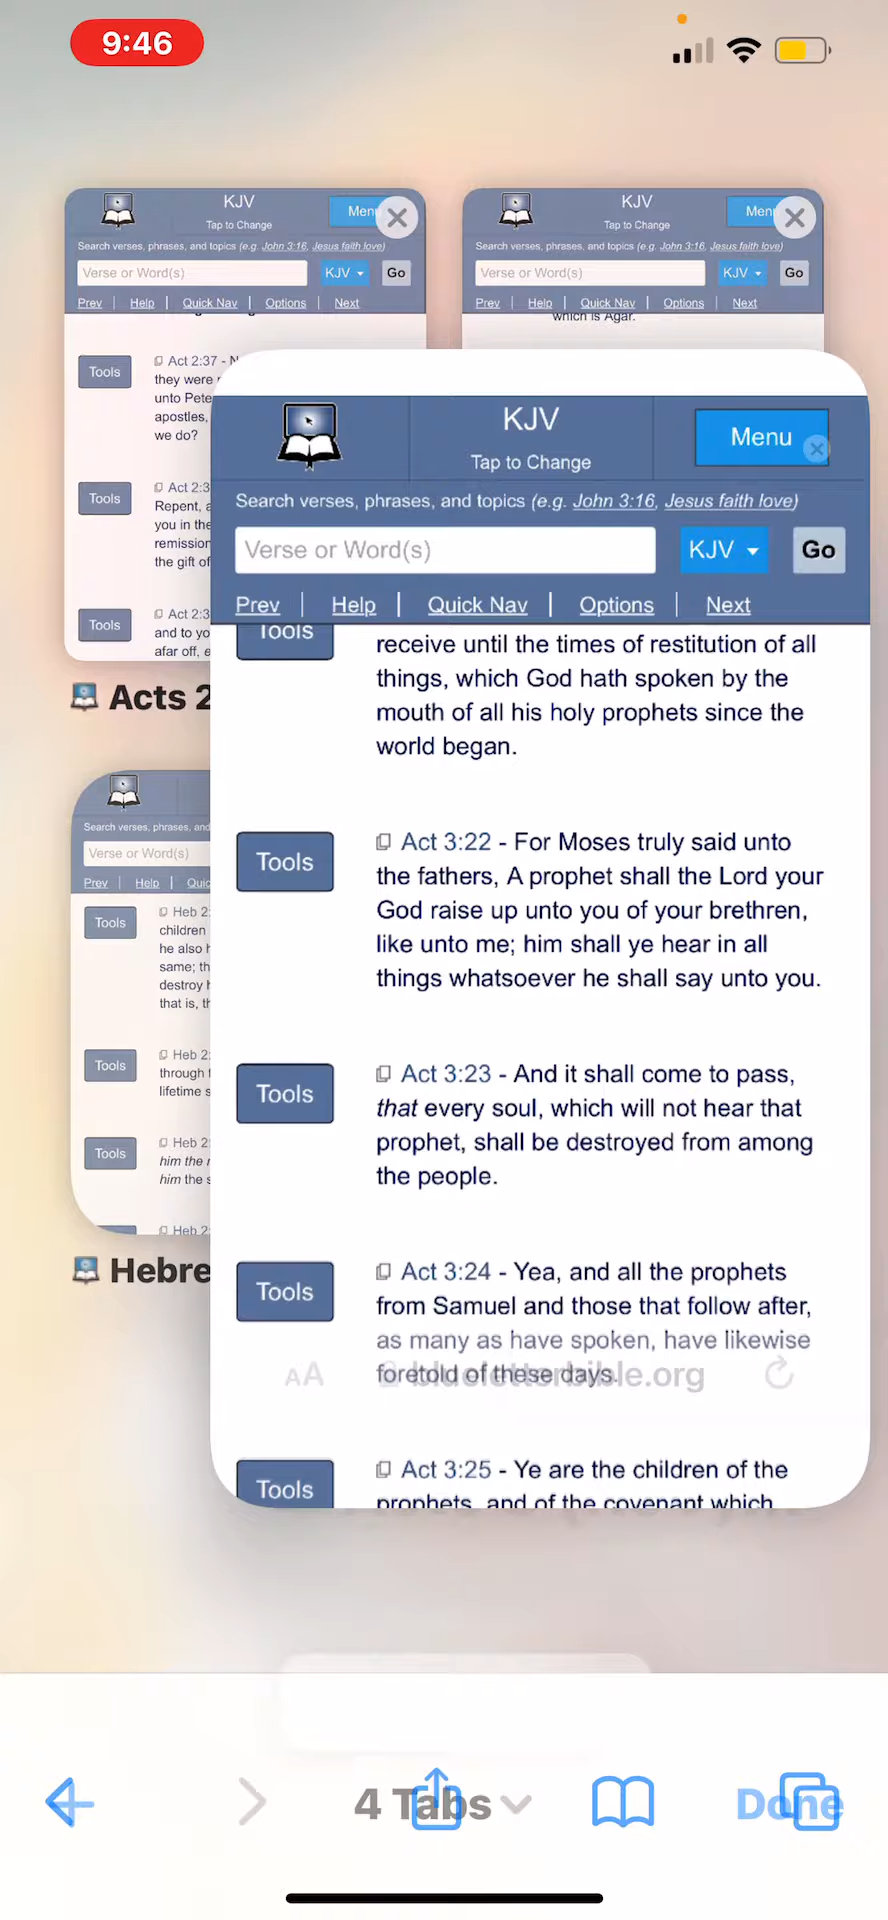 9:46
KJV
Tap to Change
Menu
Search verses, phrases, and topics (e.g. John 3:16, Jesus faith love)
Verse or Word(s)
KJV
Go
Prev | Help | Quick Nav | Options | Next
Tools
Act 2:37 - N
they were
unto Pete
apostles,
we do?
Tools
Act 2:3
Repent, a
you in the
remission
the gift of
Tools
Act 2:3
and to yo
afar off, e
Acts 2
KJV
Tap to Change
Menu
Search verses, phrases, and topics (e.g. John 3:16, Jesus faith love)
Verse or Word(s)
KJV
Go
Prev | Help | Quick Nav | Options | Next
which is Agar.
Search verses, phrases, and
Verse or Word(s)
Prev | Help | Quic
Tools
Heb 2:
children
he also h
same; th
destroy h
that is, th
Tools
Heb 2:
through f
lifetime s
Tools
Heb 2:
him the n
him the s
Heb 2
Hebre
KJV
Tap to Change
Menu
Search verses, phrases, and topics (e.g. John 3:16, Jesus faith love)
Verse or Word(s)
KJV
Go
Prev | Help | Quick Nav | Options | Next
Tools
receive until the times of restitution of all
things, which God hath spoken by the
mouth of all his holy prophets since the
world began.
Tools
Act 3:22 - For Moses truly said unto
the fathers, A prophet shall the Lord your
God raise up unto you of your brethren,
like unto me; him shall ye hear in all
things whatsoever he shall say unto you.
Tools
Act 3:23 - And it shall come to pass,
that every soul, which will not hear that
prophet, shall be destroyed from among
the people.
Tools
Act 3:24 - Yea, and all the prophets
from Samuel and those that follow after,
as many as have spoken, have likewise
foretold of these days.
AA
blueletterbible.org
Tools
Act 3:25 - Ye are the children of the
prophets, and of the covenant which
4 Tabs
Done